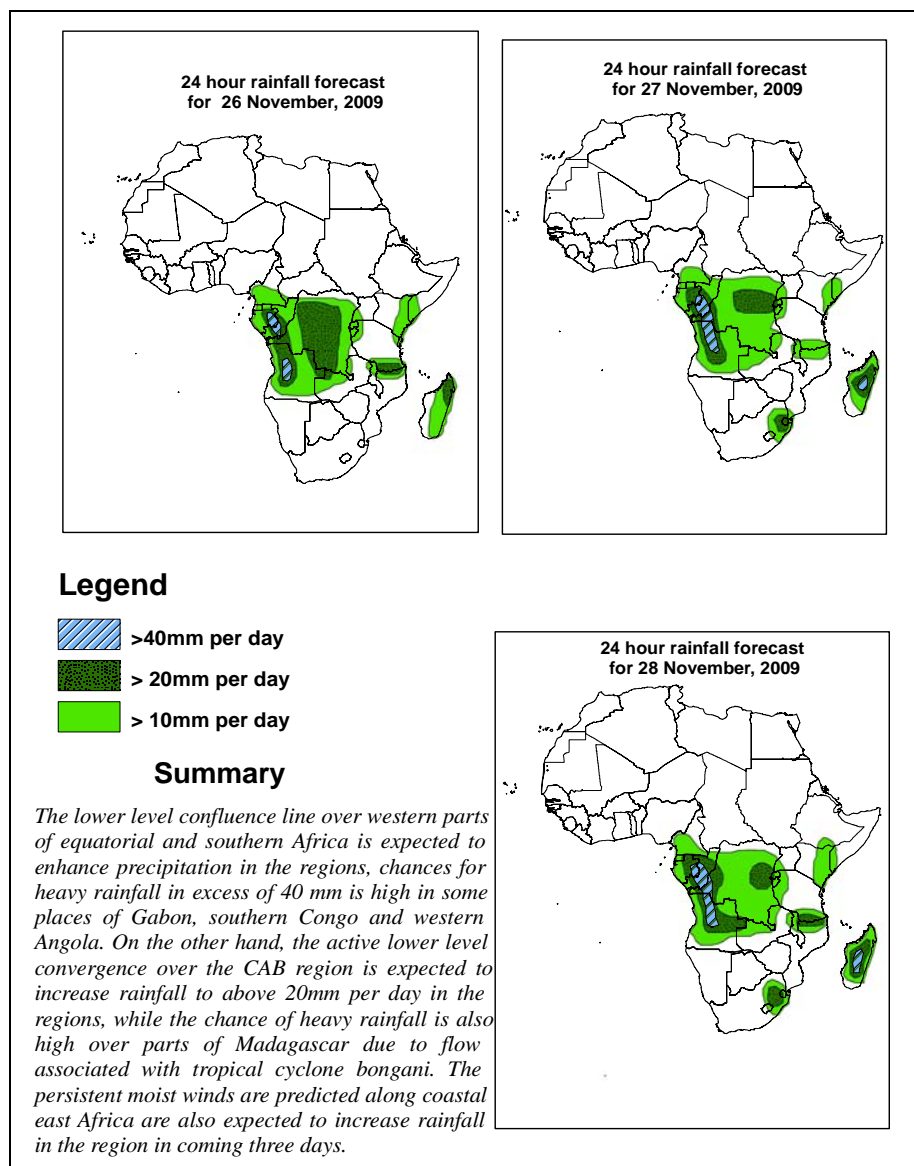 24 hour rainfall forecast
for 26 November, 2009
24 hour rainfall forecast
for 27 November, 2009
Legend
>40mm per day
> 20mm per day
> 10mm per day
Summary
The lower level confluence line over western parts
of equatorial and southern Africa is expected to
enhance precipitation in the regions, chances for
heavy rainfall in excess of 40 mm is high in some
places of Gabon, southern Congo and western
Angola. On the other hand, the active lower level
convergence over the CAB region is expected to
increase rainfall to above 20mm per day in the
regions, while the chance of heavy rainfall is also
high over parts of Madagascar due to flow
associated with tropical cyclone bongani. The
persistent moist winds are predicted along coastal
east Africa are also expected to increase rainfall
in the region in coming three days.
24 hour rainfall forecast
for 28 November, 2009